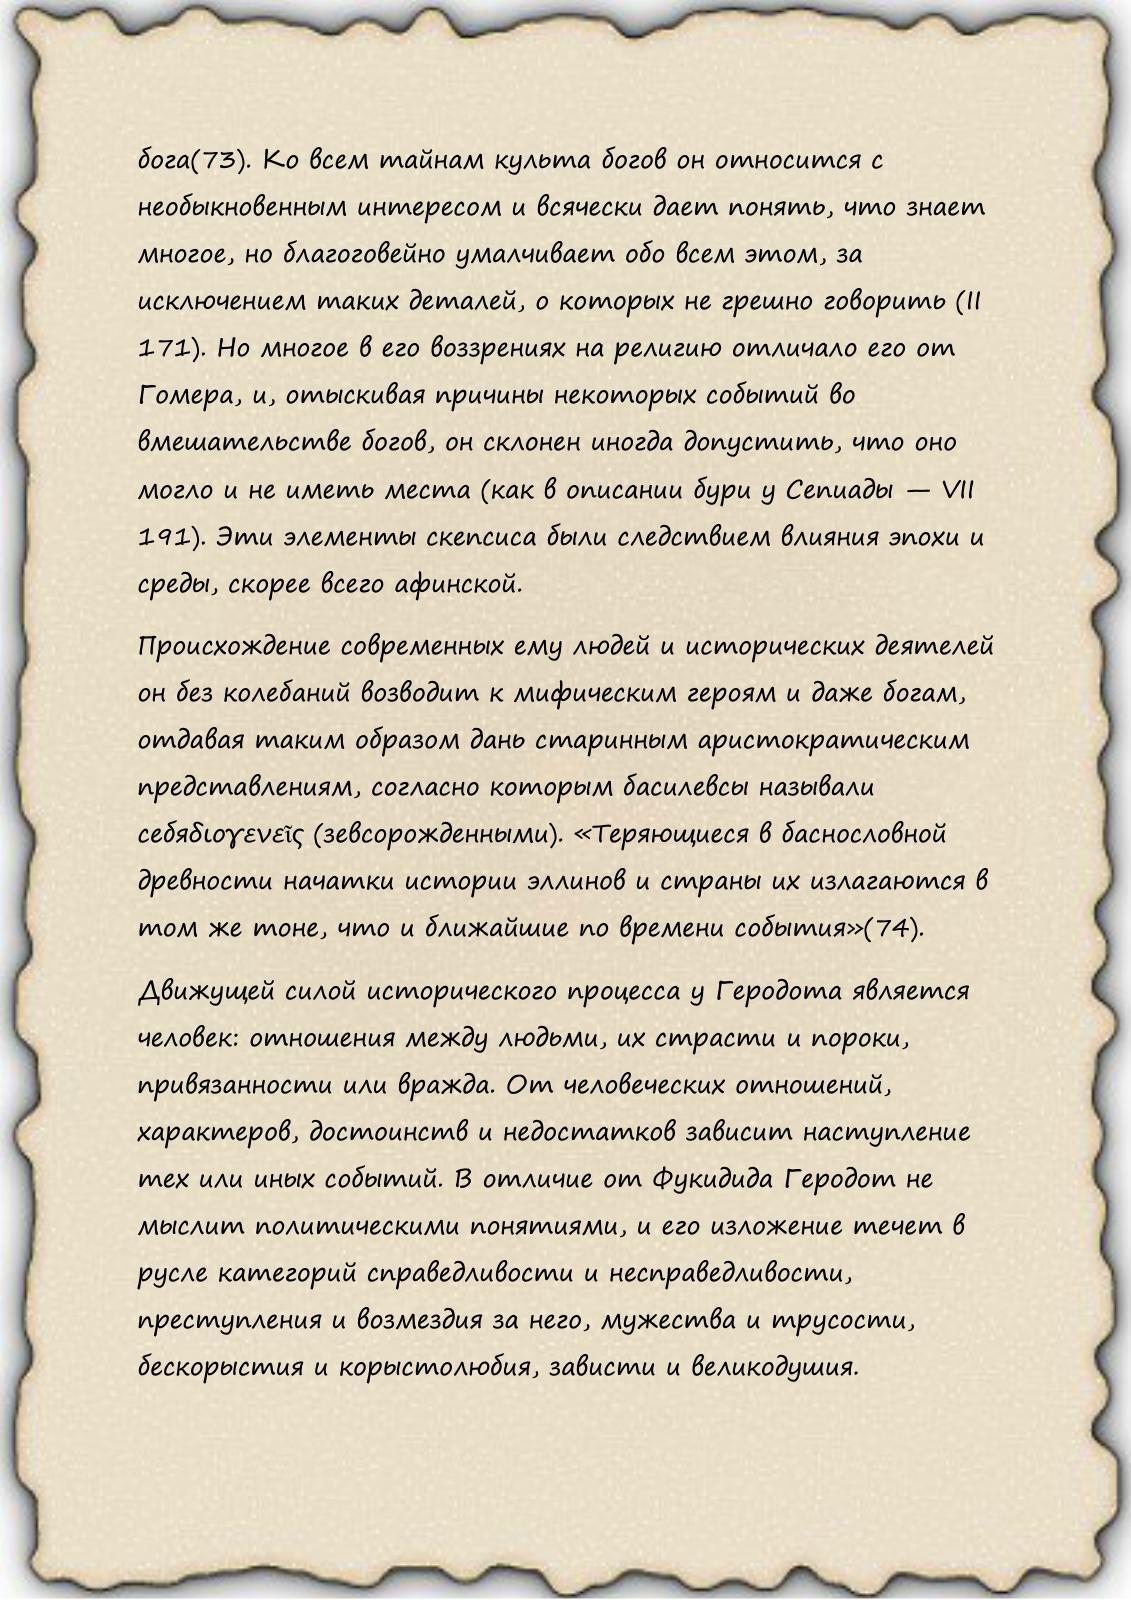 бога(73). Ко всем тайнам культа богов он относится с
необыкновенным интересом и всячески дает понять, что знает
многое, но благоговейно умалчивает обо всем этом, за
исключением таких деталей, о которых не грешно говорить (II
171). Но многое в его воззрениях на религию отличало его от
Гомера, и, отыскивая причины некоторых событий во
вмешательстве богов, он склонен иногда допустить, что оно
могло и не иметь места (как в описании бури у Сепиады — VII
191). Эти элементы скепсиса были следствием влияния эпохи и
среды, скорее всего афинской.
Происхождение современных ему людей и исторических деятелей
он без колебаний возводит к мифическим героям и даже богам,
отдавая таким образом дань старинным аристократическим
представлениям, согласно которым басилевсы называли
себяδιογενεῖς (зевсорожденными). «Теряющиеся в баснословной
древности начатки истории эллинов и страны их излагаются в
том же тоне, что и ближайшие по времени события»(74).
Движущей силой исторического процесса у Геродота является
человек: отношения между людьми, их страсти и пороки,
привязанности или вражда. От человеческих отношений,
характеров, достоинств и недостатков зависит наступление
тех или иных событий. В отличие от Фукидида Геродот не
мыслит политическими понятиями, и его изложение течет в
русле категорий справедливости и несправедливости,
преступления и возмездия за него, мужества и трусости,
бескорыстия и корыстолюбия, зависти и великодушия.